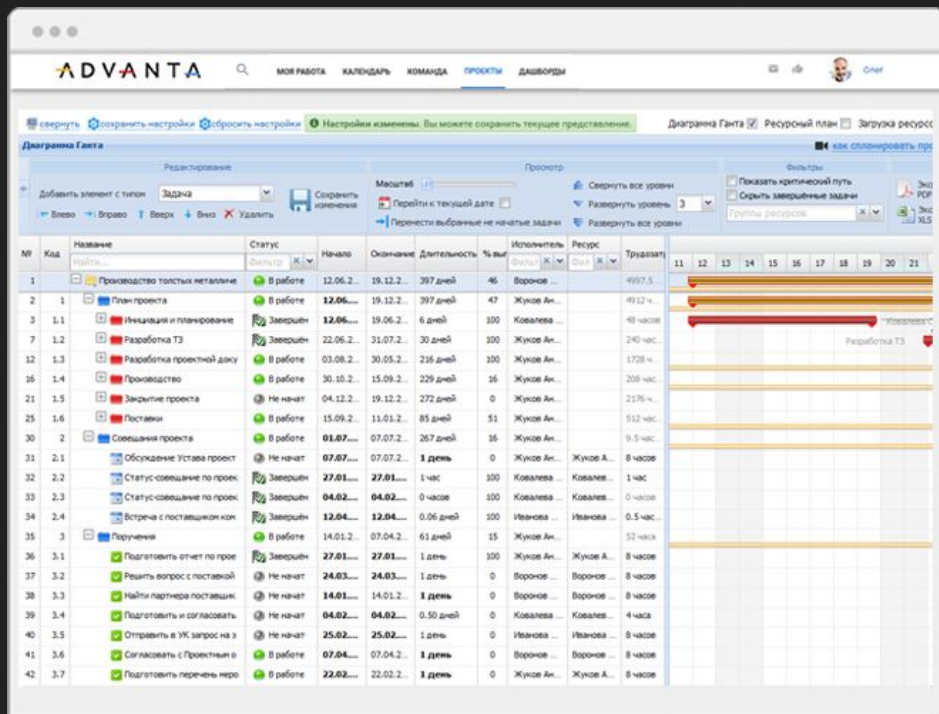 ADVANTA МОЯ РАБОТА КАЛЕНДАРЬ КОМАНДА ПРОЕКТЫ ДАШБОРДЫ Олег
свернуть сохранить настройки сбросить настройки Настройки изменены. Вы можете сохранить текущее представление. Диаграмма Ганта Ресурсный план Загрузка ресурсо
Диаграмма Ганта как спланировать про
Редактирование Просмотр Фильтры
Добавить элемент с типом Задача Сохранить изменения Масштаб Свернуть все уровни Показать критический путь
Перейти к текущей дате Развернуть уровень 3 Скрыть завершённые задачи
Влево Вправо Вверх Вниз Удалить Перенести выбранные не начатые задачи Развернуть все уровни Группы ресурсов
№ Код Название Статус Начало Окончание Длительность % вы Исполнитель Ресурс Трудозат 11 12 13 14 15 16 17 18 19 20 21
Найти...
1 Производство толстых металличе В работе 12.06.2... 19.12.2... 397 дней 46 Воронов ... 4997.5 ...
2 1 План проекта В работе 12.06.... 19.12.2... 397 дней 47 Жуков Ан... 4912 ч...
3 1.1 Инициация и планирование Завершён 12.06.... 19.06.2... 6 дней 100 Ковалева ... 48 часов
7 1.2 Разработка ТЗ Завершён 22.06.2... 31.07.2... 30 дней 100 Жуков Ан... 240 час... Разработка ТЗ
12 1.3 Разработка проектной доку В работе 03.08.2... 30.05.2... 216 дней 100 Жуков Ан... 1728 ч...
16 1.4 Производство В работе 30.10.2... 15.09.2... 229 дней 16 Жуков Ан... 208 час...
21 1.5 Закрытие проекта Не начат 04.12.2... 19.12.2... 272 дней 0 Жуков Ан... 2176 ч...
25 1.6 Поставки В работе 15.09.2... 11.01.2... 85 дней 51 Жуков Ан... 512 час...
30 2 Совещания проекта В работе 01.07.... 07.07.2... 267 дней 16 Жуков Ан... 9.5 час...
31 2.1 Обсуждение Устава проект Не начат 07.07.... 07.07.2... 1 день 0 Жуков Ан... Жуков А... 8 часов
32 2.2 Статус-совещание по проек Завершён 27.01.... 27.01.... 1 час 100 Ковалева ... Ковалев... 1 час
33 2.3 Статус-совещание по проек Завершён 04.02.... 04.02.... 0 часов 100 Ковалева ... Ковалев... 0 часов
34 2.4 Встреча с поставщиком ком Завершён 12.04.... 12.04.... 0.06 дней 100 Иванова ... Иванова ... 0.5 час...
35 3 Поручения В работе 14.01.2... 07.04.2... 61 дней 15 Жуков Ан... 52 часа
36 3.1 Подготовить отчет по прое Завершён 27.01.... 27.01.... 1 день 100 Жуков Ан... Жуков А... 8 часов
37 3.2 Решить вопрос с поставкой Не начат 24.03.... 24.03.... 1 день 0 Воронов ... Воронов ... 8 часов
38 3.3 Найти партнера поставщик Не начат 14.01.... 14.01.2... 1 день 0 Воронов ... Воронов ... 8 часов
39 3.4 Подготовить и согласовать Не начат 04.02.... 04.02.... 0.50 дней 0 Ковалева ... Ковалев... 4 часа
40 3.5 Отправить в УК запрос на з Не начат 25.02.... 25.02.... 1 день 0 Иванова ... Иванова ... 8 часов
41 3.6 Согласовать с Проектным о В работе 07.04.... 07.04.2... 1 день 0 Воронов ... Воронов ... 8 часов
42 3.7 Подготовить перечень меро В работе 22.02.... 22.02.2... 1 день 0 Жуков Ан... Жуков А... 8 часов